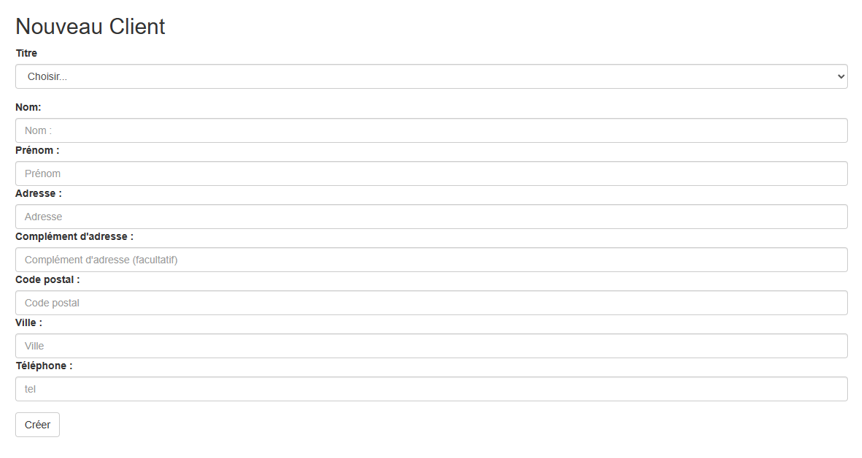 Nouveau Client
Titre
Choisir...
Nom:
Nom :
Prénom :
Prénom
Adresse :
Adresse
Complément d'adresse :
Complément d'adresse (facultatif)
Code postal :
Code postal
Ville :
Ville
Téléphone :
tel
Créer